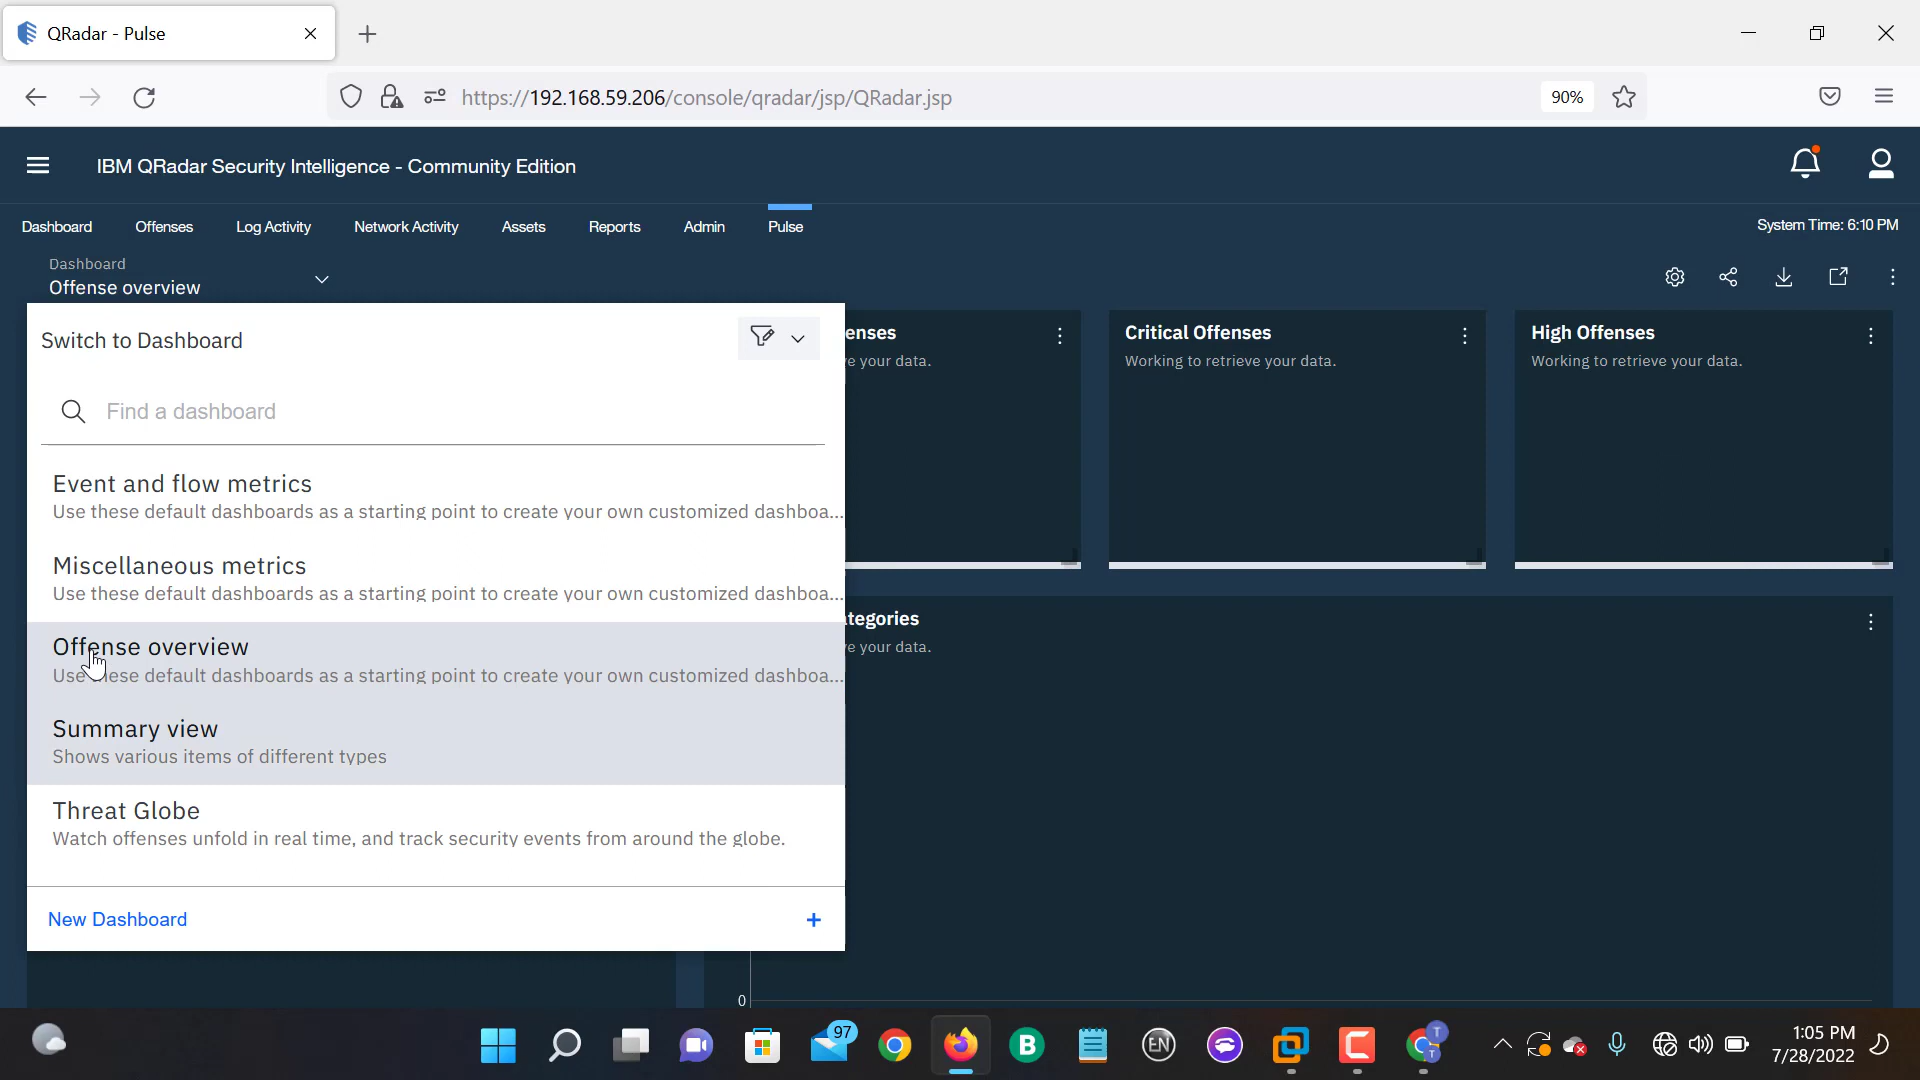 QRadar - Pulse
https://192.168.59.206/console/qradar/jsp/QRadar.jsp
90%
IBM QRadar Security Intelligence - Community Edition
Dashboard
Offenses
Log Activity
Network Activity
Assets
Reports
Admin
Pulse
System Time: 6:10 PM
Dashboard
Offense overview
Switch to Dashboard
Find a dashboard
Event and flow metrics
Use these default dashboards as a starting point to create your own customized dashboa...
Miscellaneous metrics
Use these default dashboards as a starting point to create your own customized dashboa...
Offense overview
Use these default dashboards as a starting point to create your own customized dashboa...
Summary view
Shows various items of different types
Threat Globe
Watch offenses unfold in real time, and track security events from around the globe.
New Dashboard +
enses
e your data.
Critical Offenses
Working to retrieve your data.
High Offenses
Working to retrieve your data.
tegories
e your data.
0
97
B
EN
T
T
1:05 PM
7/28/2022